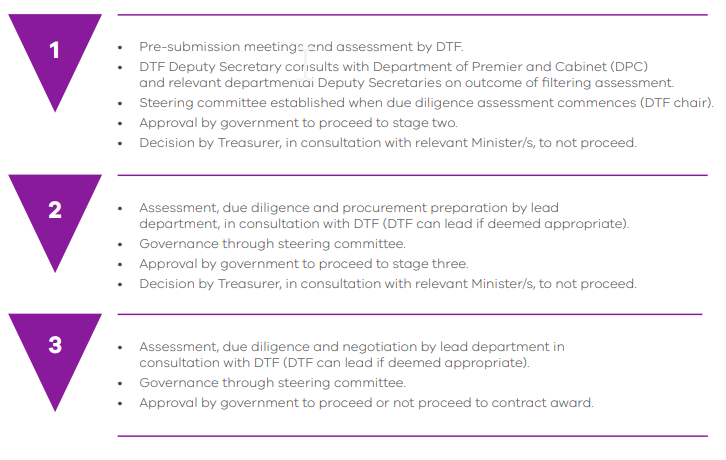 1
• Pre-submission meetings and assessment by DTF.
• DTF Deputy Secretary consults with Department of Premier and Cabinet (DPC)
and relevant departmental Deputy Secretaries on outcome of filtering assessment.
• Steering committee established when due diligence assessment commences (DTF chair).
• Approval by government to proceed to stage two.
• Decision by Treasurer, in consultation with relevant Minister/s, to not proceed.
2
• Assessment, due diligence and procurement preparation by lead
department, in consultation with DTF (DTF can lead if deemed appropriate).
• Governance through steering committee.
• Approval by government to proceed to stage three.
• Decision by Treasurer, in consultation with relevant Minister/s, to not proceed.
3
• Assessment, due diligence and negotiation by lead department in
consultation with DTF (DTF can lead if deemed appropriate).
• Governance through steering committee.
• Approval by government to proceed or not proceed to contract award.